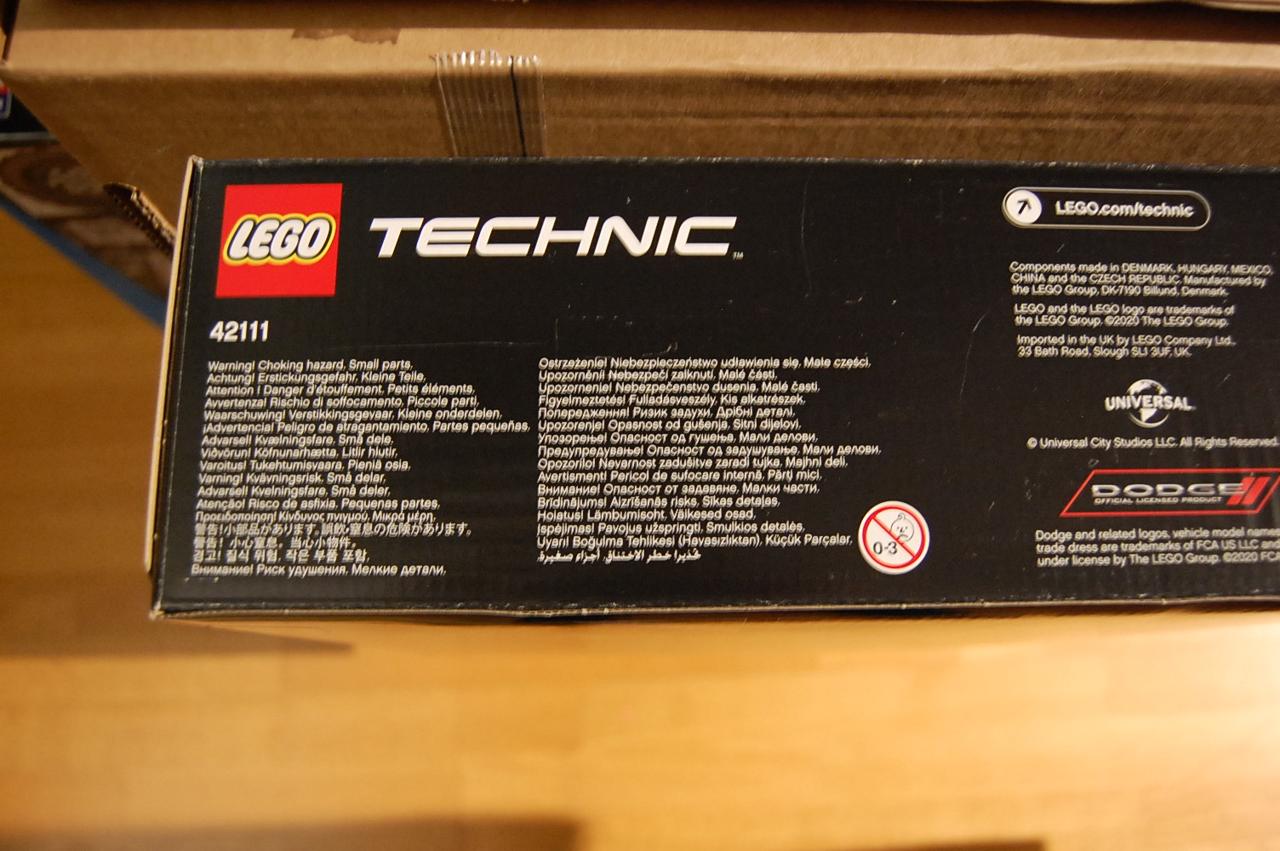 LEGO TECHNIC™
42111
Warning! Choking hazard. Small parts.
Achtung! Erstickungsgefahr. Kleine Teile.
Attention ! Danger d'étouffement. Petits éléments.
Avvertenza! Rischio di soffocamento. Piccole parti.
Waarschuwing! Verstikkingsgevaar. Kleine onderdelen.
¡Advertencia! Peligro de atragantamiento. Partes pequeñas.
Advarsel! Kvælningsfare. Små dele.
Viðvörun! Köfnunarhætta. Litlir hlutir.
Varoitus! Tukehtumisvaara. Pieniä osia.
Varning! Kvävningsrisk. Små delar.
Advarsel! Kvelningsfare. Små deler.
Atenção! Risco de asfixia. Pequenas partes.
Προειδοποίηση! Κίνδυνος πνιγμού. Μικρά μέρη.
警告!小部品があります。誤飲・窒息の危険があります。
警告! 小心窒息。当心小物件。
경고! 질식 위험. 작은 부품 포함.
Внимание! Риск удушения. Мелкие детали.
Ostrzeżenie! Niebezpieczeństwo udławienia się. Małe części.
Upozornění! Nebezpečí zalknutí. Malé části.
Upozornenie! Nebezpečenstvo dusenia. Malé časti.
Figyelmeztetés! Fulladásveszély. Kis alkatrészek.
Попередження! Ризик задухи. Дрібні деталі.
Upozorenje! Opasnost od gušenja. Sitni dijelovi.
Упозорење! Опасност од гушења. Мали делови.
Предупредување! Опасност од задушување. Мали делови.
Opozorilo! Nevarnost zadušitve zaradi tujka. Majhni deli.
Avertisment! Pericol de sufocare internă. Părți mici.
Внимание! Опасност от задавяне. Малки части.
Brīdinājums! Aizrīšanās risks. Sīkas detaļas.
Hoiatus! Lämbumisoht. Väikesed osad.
Įspėjimas! Pavojus užspringti. Smulkios detalės.
Uyarı! Boğulma Tehlikesi (Havasızlıktan). Küçük Parçalar.
تحذير! خطر الاختناق. أجزاء صغيرة
0-3
LEGO.com/technic
Components made in DENMARK, HUNGARY, MEXICO,
CHINA and the CZECH REPUBLIC. Manufactured by
the LEGO Group, DK-7190 Billund, Denmark.
LEGO and the LEGO logo are trademarks of
the LEGO Group. ©2020 The LEGO Group.
Imported in the UK by LEGO Company Ltd.,
33 Bath Road, Slough SL1 3UF, UK.
UNIVERSAL
© Universal City Studios LLC. All Rights Reserved.
DODGE
OFFICIAL LICENSED PRODUCT
Dodge and related logos, vehicle model names
trade dress are trademarks of FCA US LLC and
under license by The LEGO Group. ©2020 FCA